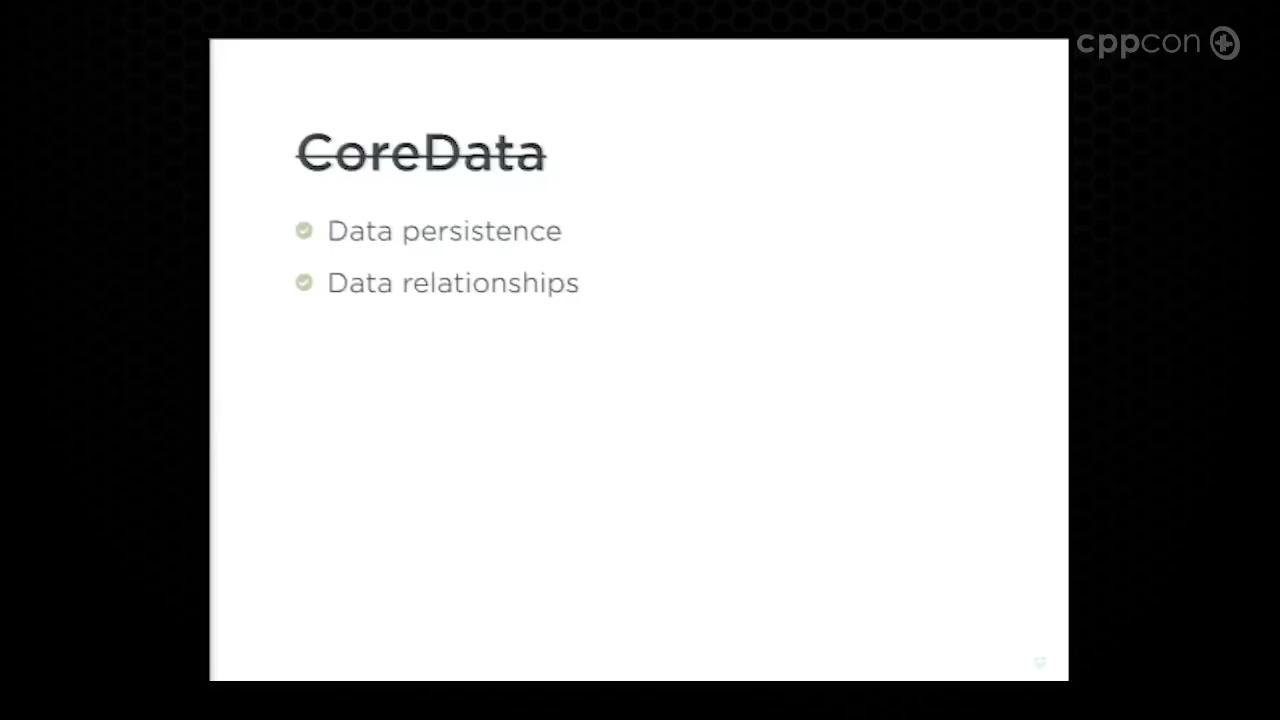 cppcon
CoreData
Data persistence
Data relationships